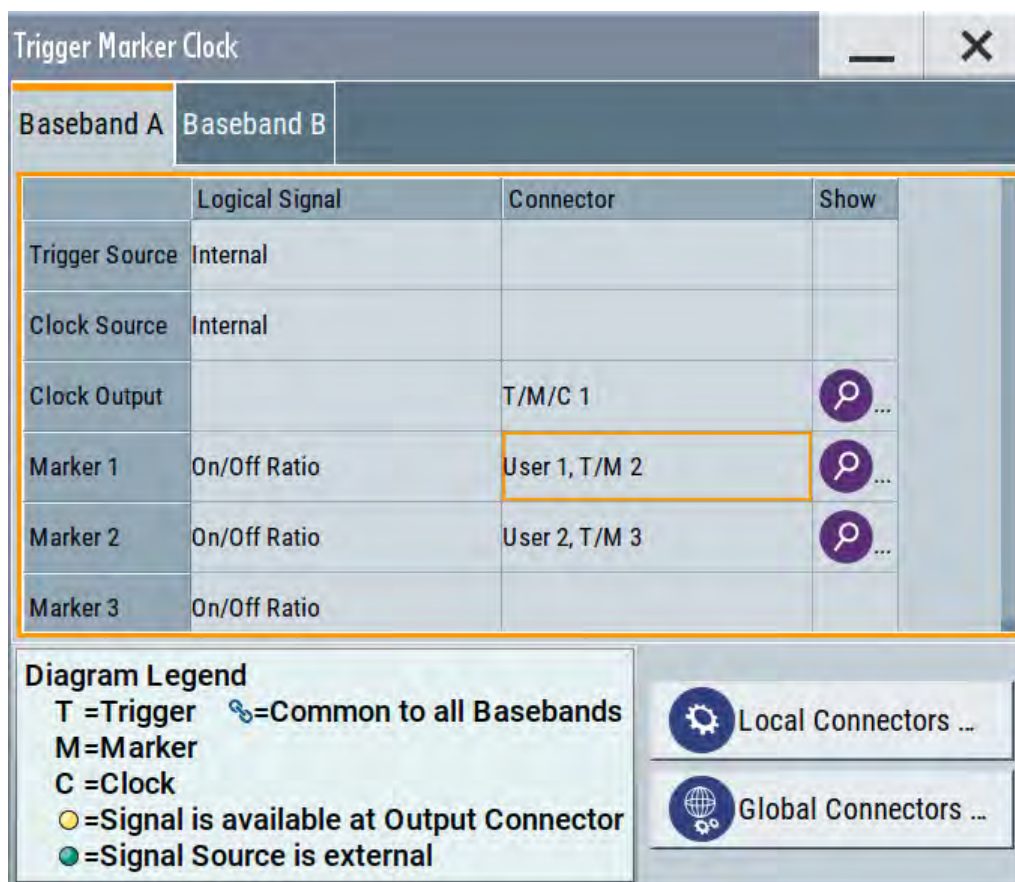 Trigger Marker Clock
Baseband A Baseband B
Logical Signal Connector Show
Trigger Source Internal
Clock Source Internal
Clock Output T/M/C 1 ...
Marker 1 On/Off Ratio User 1, T/M 2 ...
Marker 2 On/Off Ratio User 2, T/M 3 ...
Marker 3 On/Off Ratio
Diagram Legend
T =Trigger =Common to all Basebands
M=Marker
C =Clock
=Signal is available at Output Connector
=Signal Source is external
Local Connectors ...
Global Connectors ...